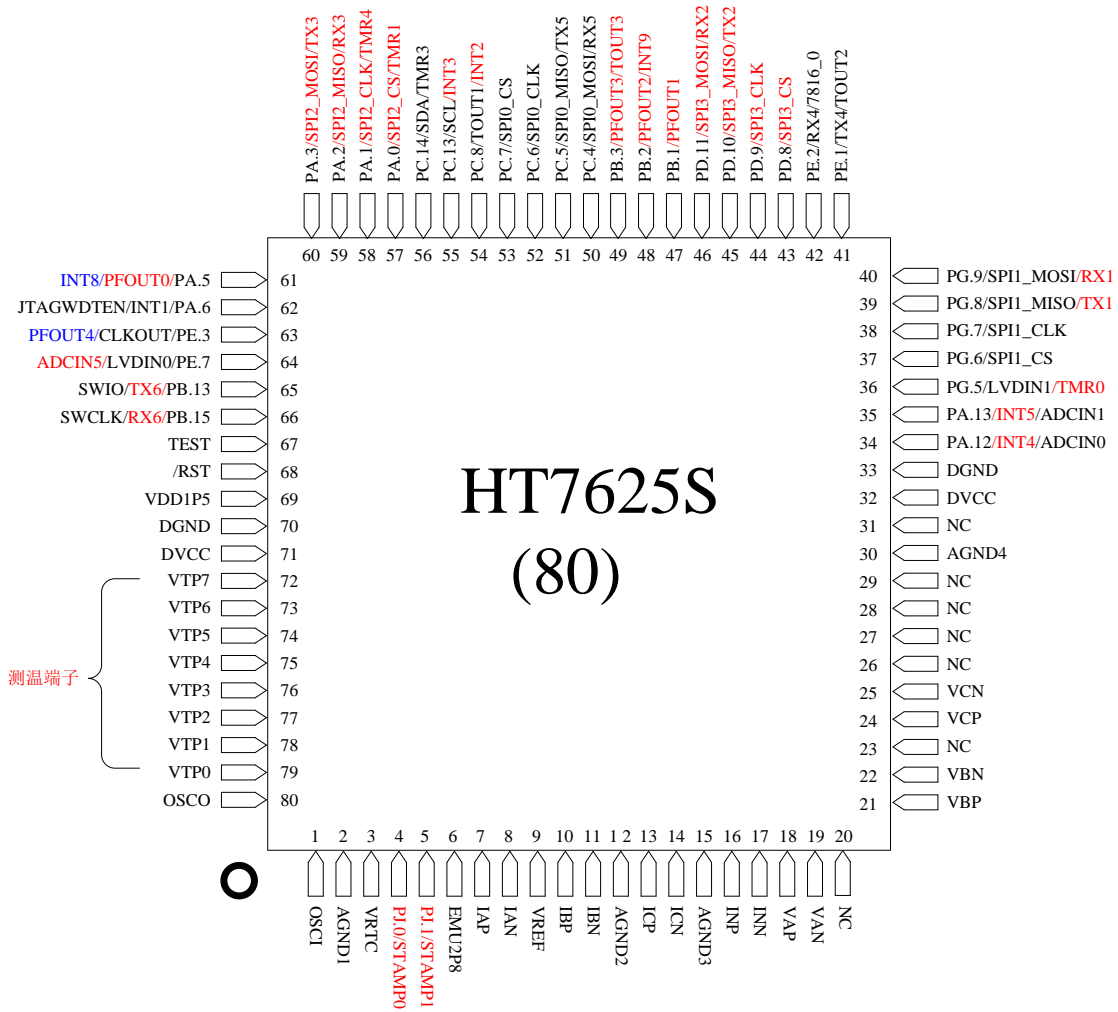 PA.3/SPI2_MOSI/TX3
PA.2/SPI2_MISO/RX3
PA.1/SPI2_CLK/TMR4
PA.0/SPI2_CS/TMR1
PC.14/SDA/TMR3
PC.13/SCL/INT3
PC.8/TOUT1/INT2
PC.7/SPI0_CS
PC.6/SPI0_CLK
PC.5/SPI0_MISO/TX5
PC.4/SPI0_MOSI/RX5
PB.3/PFOUT3/TOUT3
PB.2/PFOUT2/INT9
PB.1/PFOUT1
PD.11/SPI3_MOSI/RX2
PD.10/SPI3_MISO/TX2
PD.9/SPI3_CLK
PD.8/SPI3_CS
PE.2/RX4/7816_0
PE.1/TX4/TOUT2
60 59 58 57 56 55 54 53 52 51 50 49 48 47 46 45 44 43 42 41
INT8/PFOUT0/PA.5 61
JTAGWDTEN/INT1/PA.6 62
PFOUT4/CLKOUT/PE.3 63
ADCIN5/LVDIN0/PE.7 64
SWIO/TX6/PB.13 65
SWCLK/RX6/PB.15 66
TEST 67
/RST 68
VDD1P5 69
DGND 70
DVCC 71
VTP7 72
VTP6 73
VTP5 74
VTP4 75
VTP3 76
VTP2 77
VTP1 78
VTP0 79
OSCO 80
测温端子
HT7625S
(80)
40 PG.9/SPI1_MOSI/RX1
39 PG.8/SPI1_MISO/TX1
38 PG.7/SPI1_CLK
37 PG.6/SPI1_CS
36 PG.5/LVDIN1/TMR0
35 PA.13/INT5/ADCIN1
34 PA.12/INT4/ADCIN0
33 DGND
32 DVCC
31 NC
30 AGND4
29 NC
28 NC
27 NC
26 NC
25 VCN
24 VCP
23 NC
22 VBN
21 VBP
1 2 3 4 5 6 7 8 9 10 11 12 13 14 15 16 17 18 19 20
OSCI
AGND1
VRTC
PJ.0/STAMP0
PJ.1/STAMP1
EMU2P8
IAP
IAN
VREF
IBP
IBN
AGND2
ICP
ICN
AGND3
INP
INN
VAP
VAN
NC